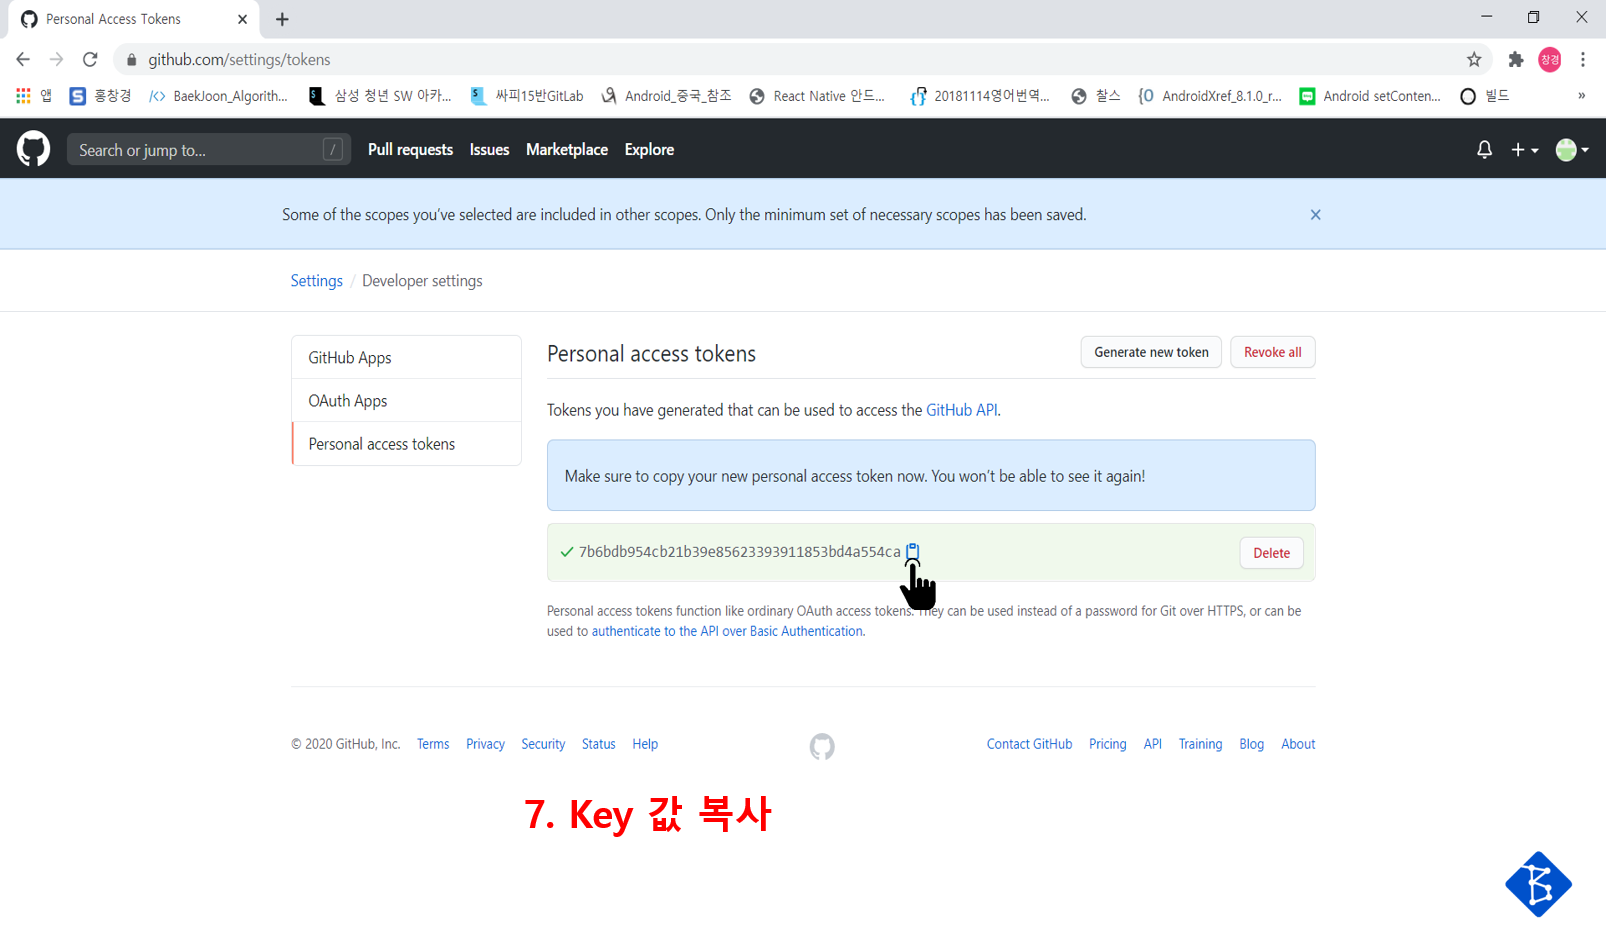 Personal Access Tokens
github.com/settings/tokens
창경
앱
홍창경
BaekJoon_Algorith...
삼성 청년 SW 아카...
싸피15반GitLab
Android_중국_참조
React Native 안드...
20181114영어번역...
찰스
AndroidXref_8.1.0_r...
Android setConten...
빌드
»
Search or jump to...
/
Pull requests
Issues
Marketplace
Explore
Some of the scopes you've selected are included in other scopes. Only the minimum set of necessary scopes has been saved.
Settings / Developer settings
GitHub Apps
OAuth Apps
Personal access tokens
Personal access tokens
Generate new token
Revoke all
Tokens you have generated that can be used to access the GitHub API.
Make sure to copy your new personal access token now. You won't be able to see it again!
7b6bdb954cb21b39e85623393911853bd4a554ca
Delete
Personal access tokens function like ordinary OAuth access tokens. They can be used instead of a password for Git over HTTPS, or can be
used to authenticate to the API over Basic Authentication.
© 2020 GitHub, Inc.
Terms
Privacy
Security
Status
Help
Contact GitHub
Pricing
API
Training
Blog
About
7. Key 값 복사